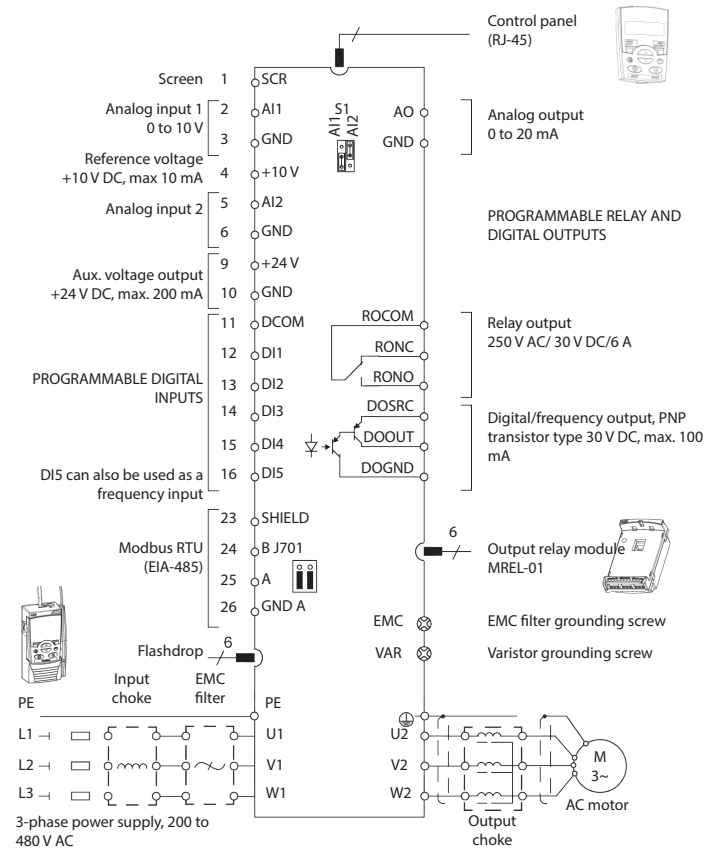 Control panel
(RJ-45)
Screen 1 SCR
Analog input 1
0 to 10 V
2 AI1
3 GND
Reference voltage
+10 V DC, max 10 mA
4 +10 V
Analog input 2
5 AI2
6 GND
Aux. voltage output
+24 V DC, max. 200 mA
9 +24 V
10 GND
PROGRAMMABLE DIGITAL
INPUTS
11 DCOM
12 DI1
13 DI2
14 DI3
15 DI4
16 DI5
DI5 can also be used as a
frequency input
Modbus RTU
(EIA-485)
23 SHIELD
24 B J701
25 A
26 GND A
Flashdrop 6
S1
AI1
AI2
AO
GND
Analog output
0 to 20 mA
PROGRAMMABLE RELAY AND
DIGITAL OUTPUTS
ROCOM
RONC
RONO
Relay output
250 V AC/ 30 V DC/6 A
DOSRC
DOOUT
DOGND
Digital/frequency output, PNP
transistor type 30 V DC, max. 100
mA
6
Output relay module
MREL-01
EMC EMC filter grounding screw
VAR Varistor grounding screw
Input
choke
EMC
filter
PE PE
L1 U1 U2
L2 V1 V2
L3 W1 W2
M
3~
AC motor
Output
choke
3-phase power supply, 200 to
480 V AC